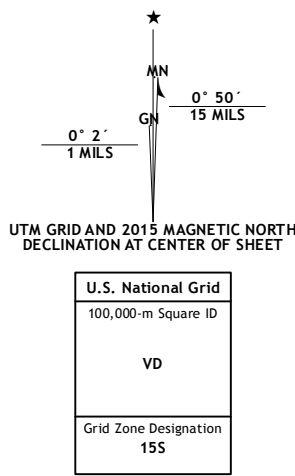 MN
GN
0° 50´
15 MILS
0° 2´
1 MILS
UTM GRID AND 2015 MAGNETIC NORTH
DECLINATION AT CENTER OF SHEET
U.S. National Grid
100,000-m Square ID
VD
Grid Zone Designation
15S